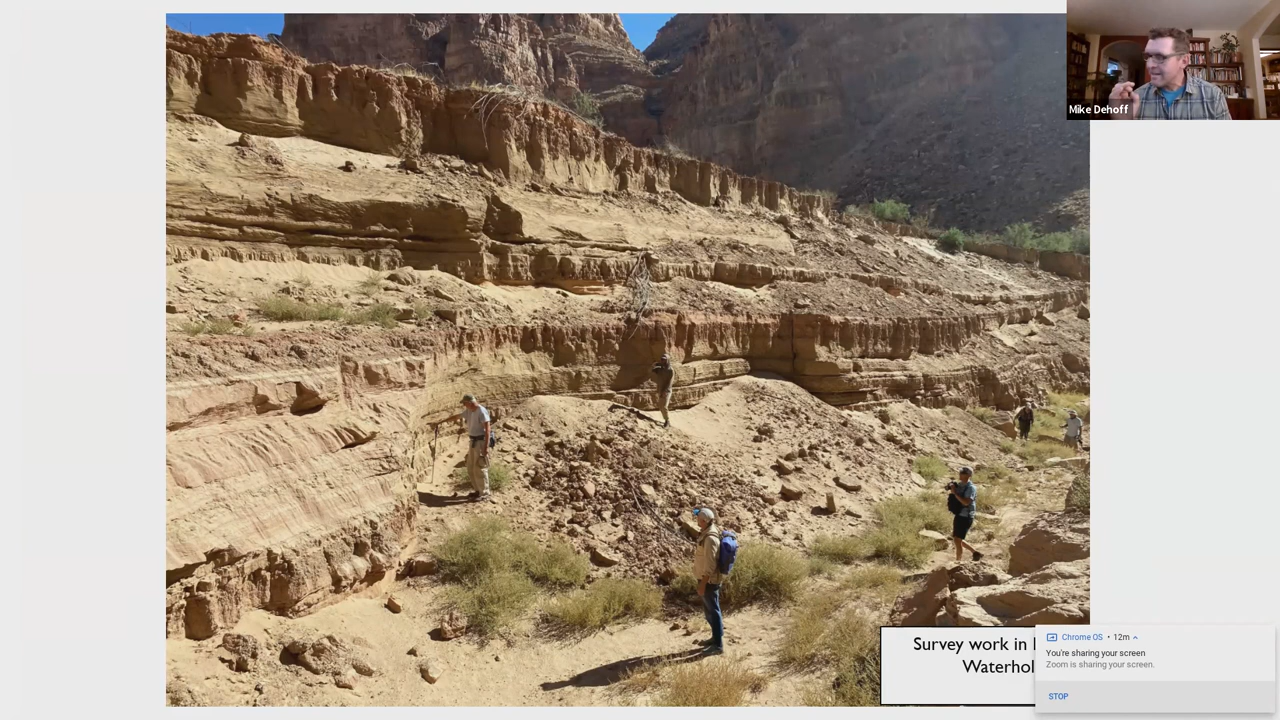 Mike Dehoff
Survey work in
Waterhol
Chrome OS • 12m
You're sharing your screen
Zoom is sharing your screen.
STOP